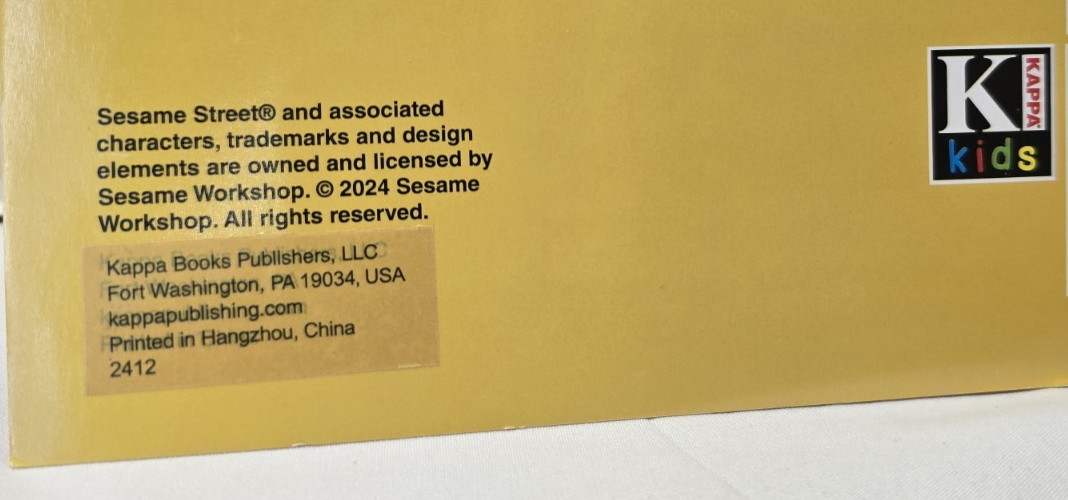 Sesame Street® and associated
characters, trademarks and design
elements are owned and licensed by
Sesame Workshop. © 2024 Sesame
Workshop. All rights reserved.
Kappa Books Publishers, LLC
Fort Washington, PA 19034, USA
kappapublishing.com
Printed in Hangzhou, China
2412
K KAPPA
kids